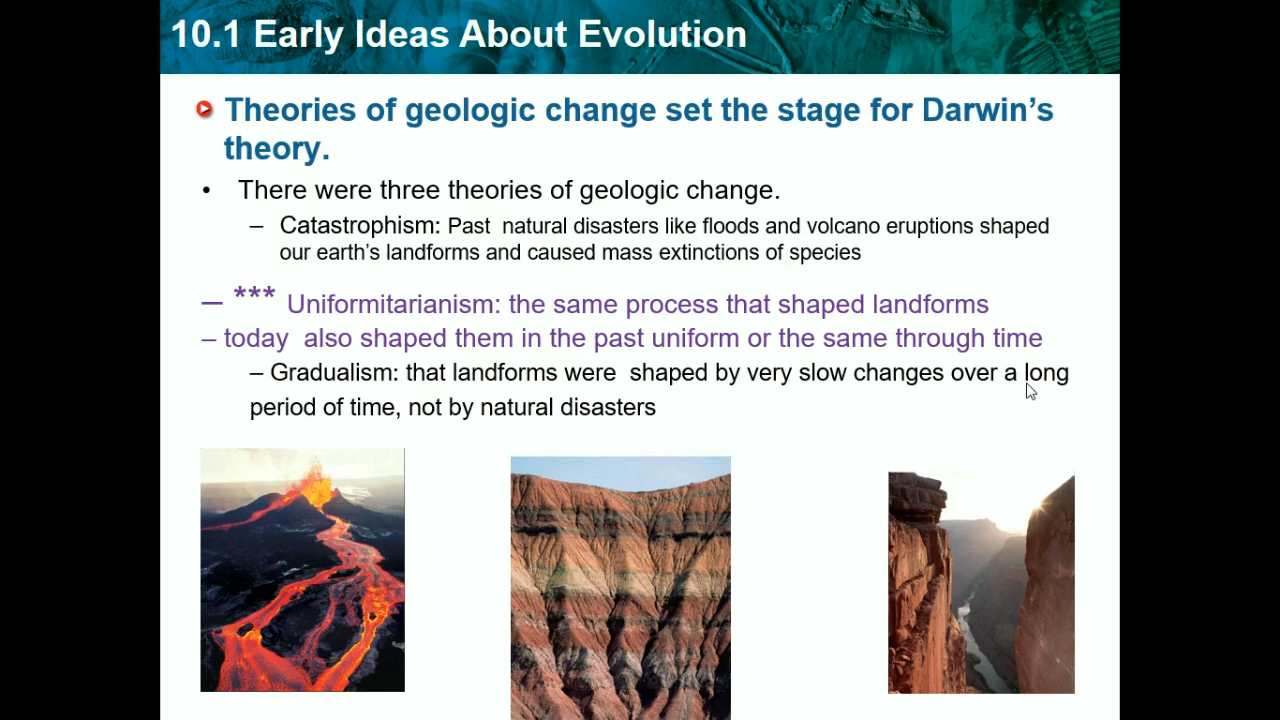 10.1 Early Ideas About Evolution
Theories of geologic change set the stage for Darwin’s
theory.
• There were three theories of geologic change.
– Catastrophism: Past natural disasters like floods and volcano eruptions shaped
our earth’s landforms and caused mass extinctions of species
– *** Uniformitarianism: the same process that shaped landforms
– today also shaped them in the past uniform or the same through time
– Gradualism: that landforms were shaped by very slow changes over a long
period of time, not by natural disasters